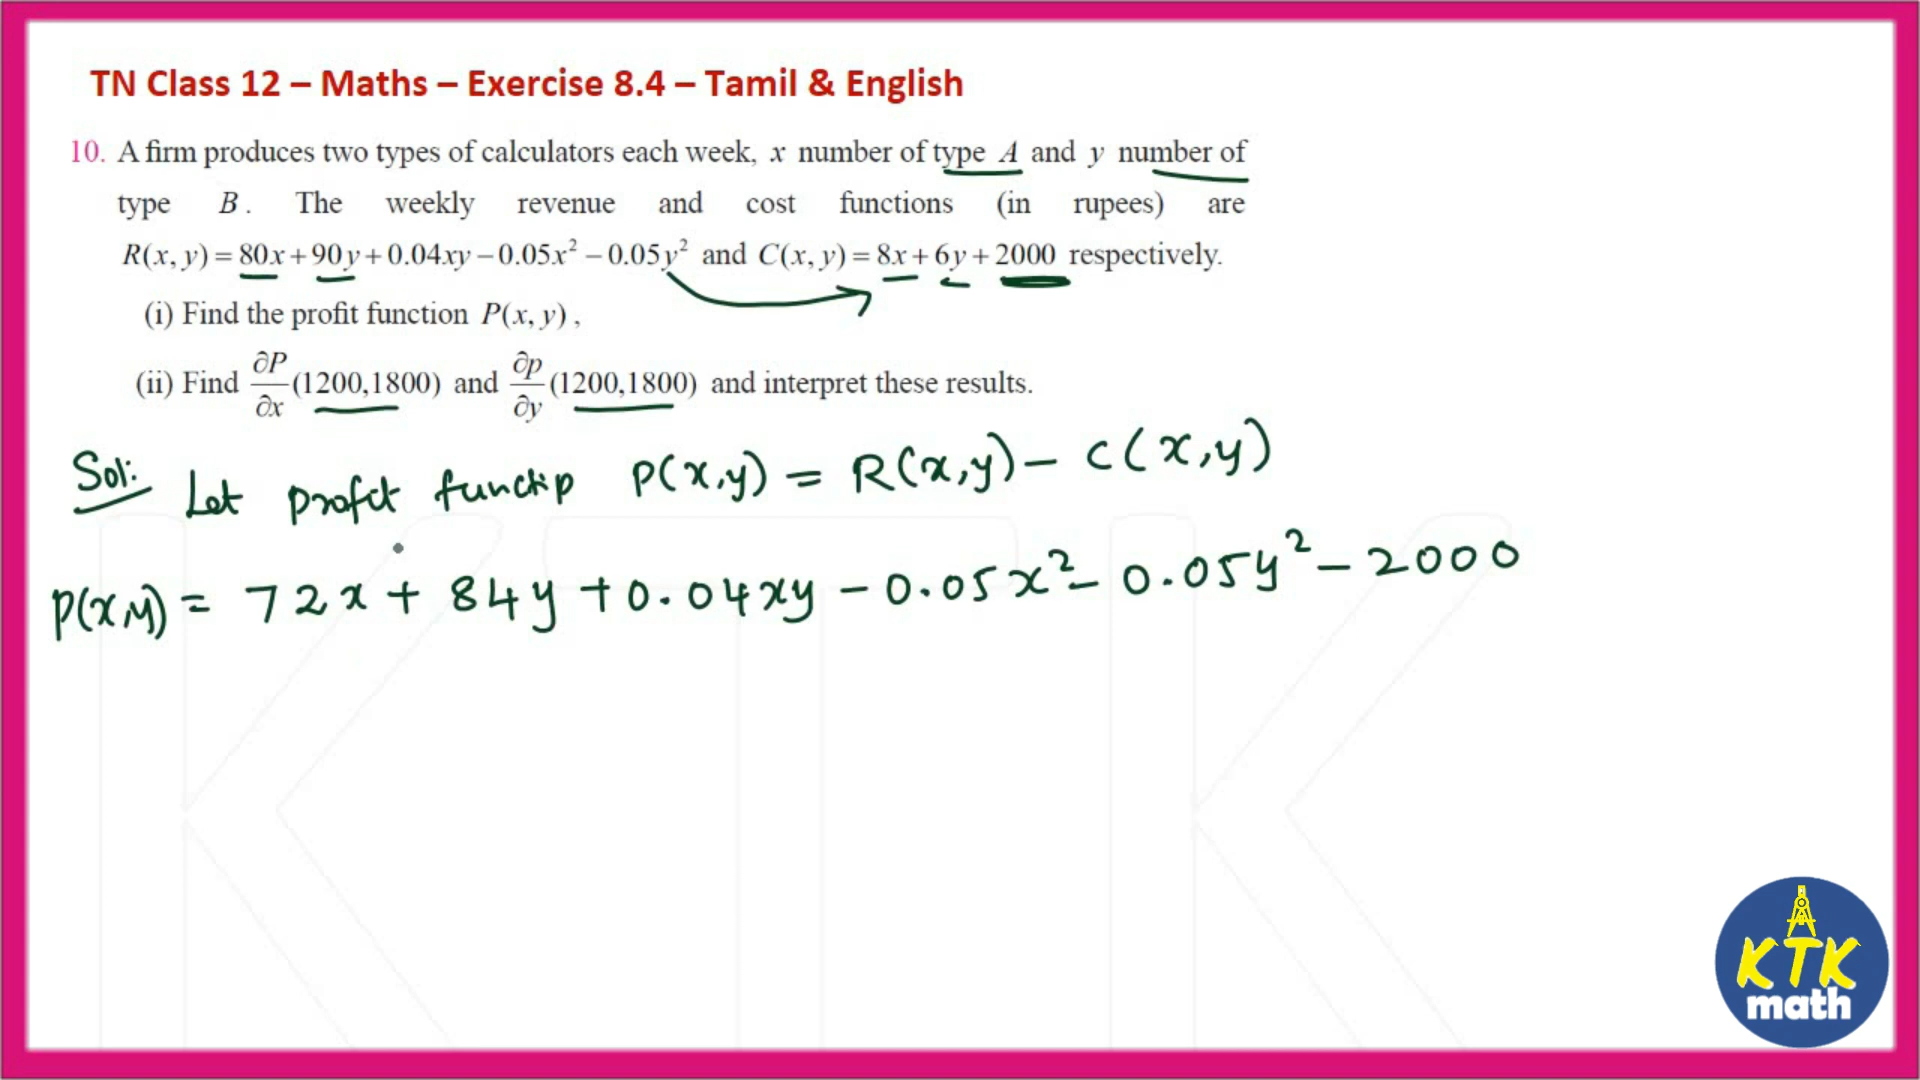 TN Class 12 – Maths – Exercise 8.4 – Tamil & English
10. A firm produces two types of calculators each week, x number of type A and y number of
type B. The weekly revenue and cost functions (in rupees) are
R(x, y) = 80x + 90y + 0.04xy − 0.05x² − 0.05y² and C(x, y) = 8x + 6y + 2000 respectively.
(i) Find the profit function P(x, y),
(ii) Find ∂P/∂x (1200,1800) and ∂p/∂y (1200,1800) and interpret these results.
Sol: Let profit function P(x,y) = R(x,y) − C(x,y)
P(x,y) = 72x + 84y + 0.04xy − 0.05x² − 0.05y² − 2000
KTK
math